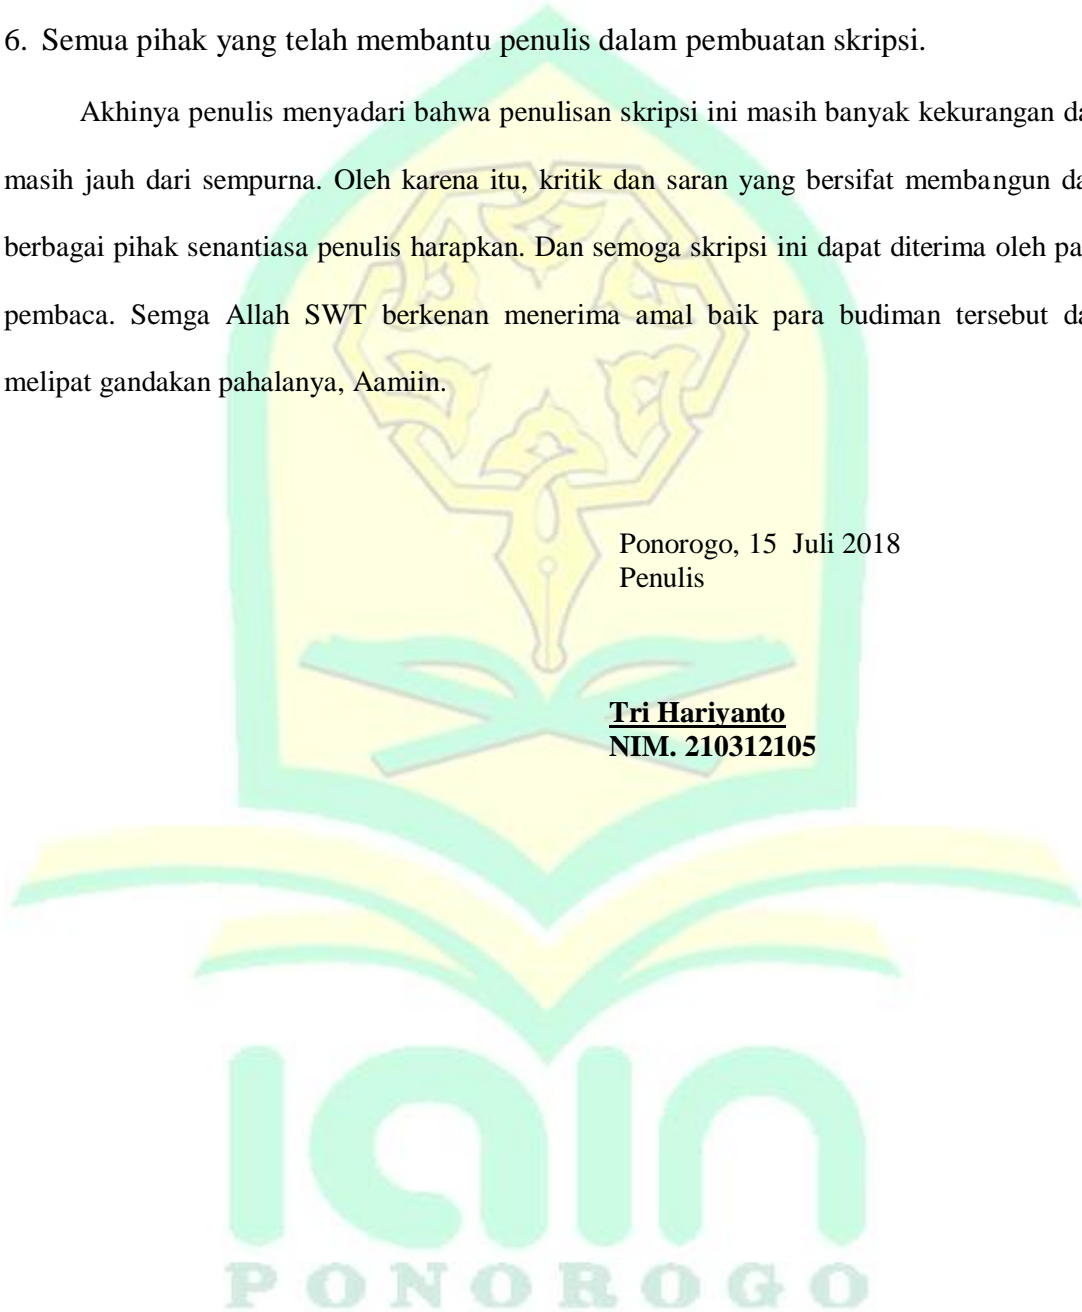 6. Semua pihak yang telah membantu penulis dalam pembuatan skripsi.
Akhinya penulis menyadari bahwa penulisan skripsi ini masih banyak kekurangan da
masih jauh dari sempurna. Oleh karena itu, kritik dan saran yang bersifat membangun da
berbagai pihak senantiasa penulis harapkan. Dan semoga skripsi ini dapat diterima oleh pa
pembaca. Semga Allah SWT berkenan menerima amal baik para budiman tersebut da
melipat gandakan pahalanya, Aamiin.
Ponorogo, 15 Juli 2018
Penulis
Tri Hariyanto
NIM. 210312105
iain
PONOROGO